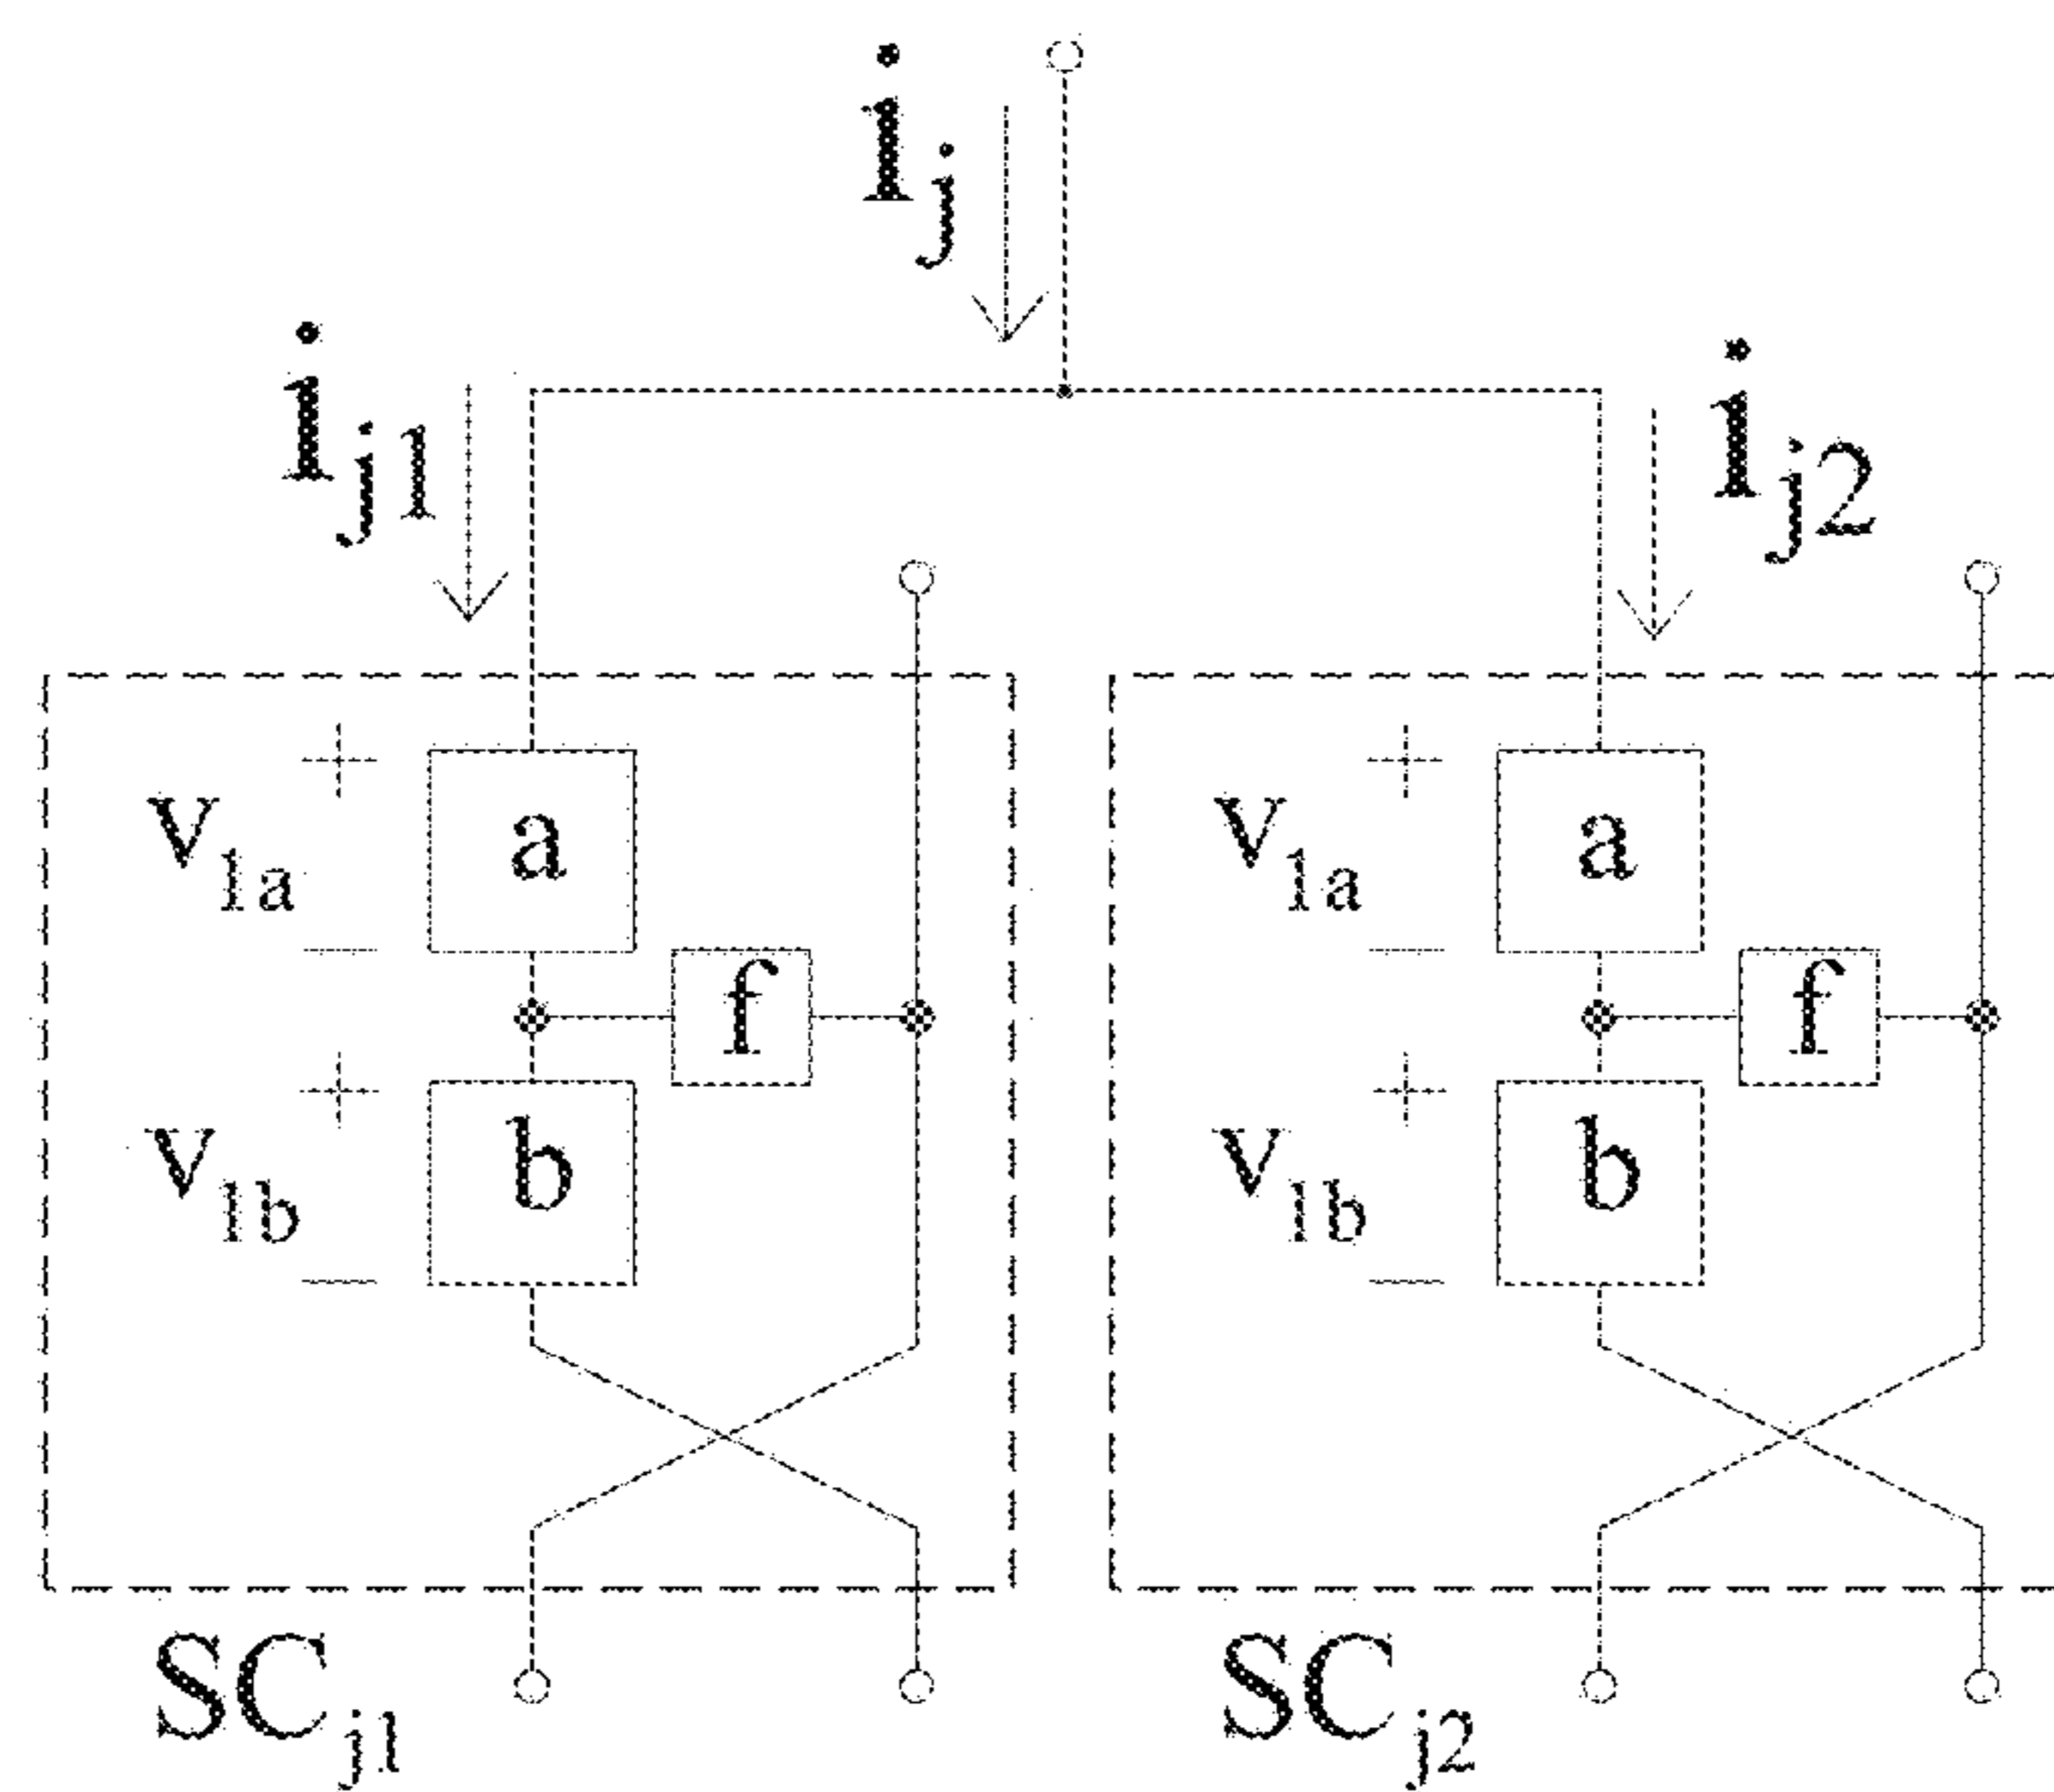 i_j
i_j1
i_j2
+
v_1a
a
−
f
+
v_1b
b
−
+
v_1a
a
−
f
+
v_1b
b
−
SC_j1
SC_j2